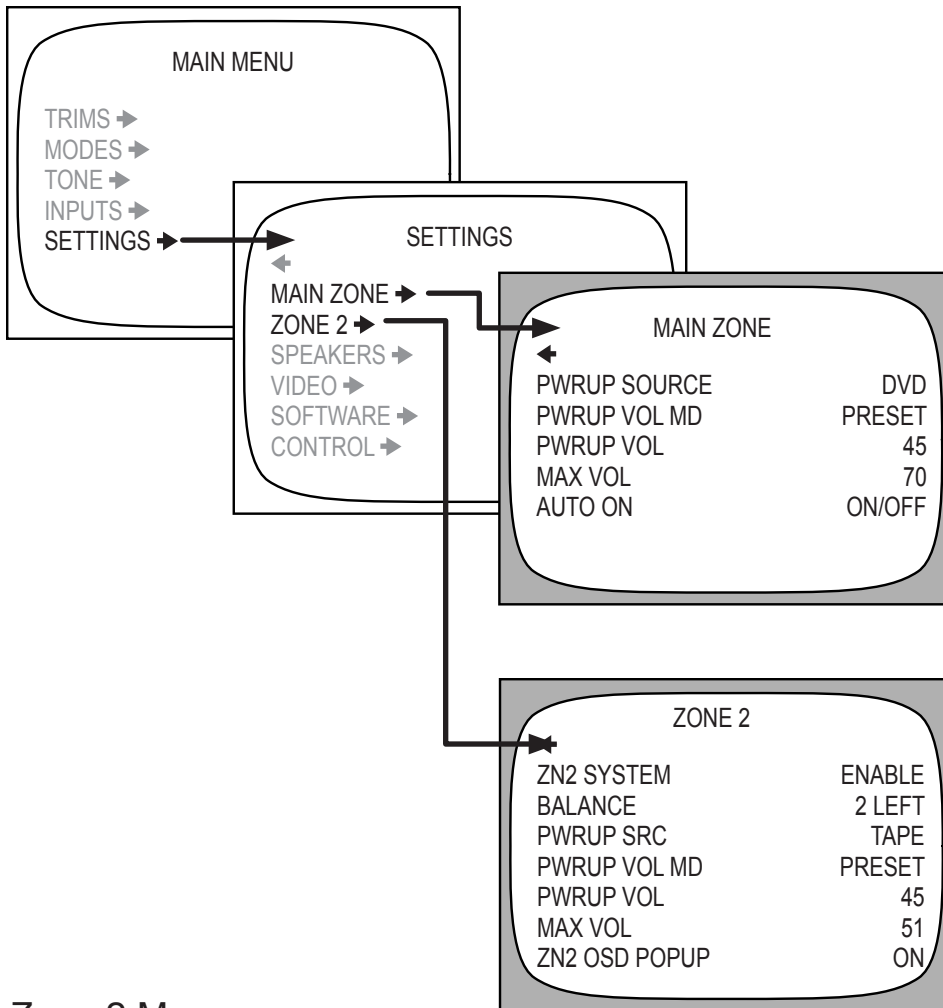 MAIN MENU
TRIMS →
MODES →
TONE →
INPUTS →
SETTINGS →
SETTINGS
←
MAIN ZONE →
ZONE 2 →
SPEAKERS →
VIDEO →
SOFTWARE →
CONTROL →
MAIN ZONE
←
PWRUP SOURCE DVD
PWRUP VOL MD PRESET
PWRUP VOL 45
MAX VOL 70
AUTO ON ON/OFF
ZONE 2
←
ZN2 SYSTEM ENABLE
BALANCE 2 LEFT
PWRUP SRC TAPE
PWRUP VOL MD PRESET
PWRUP VOL 45
MAX VOL 51
ZN2 OSD POPUP ON